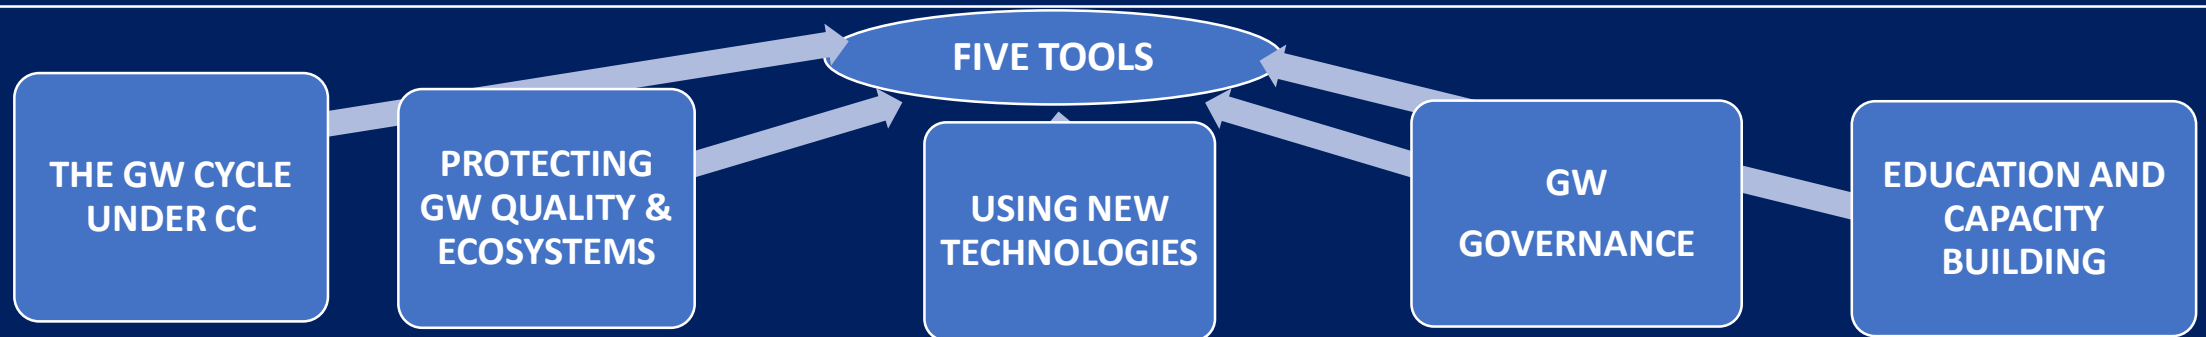 FIVE TOOLS
THE GW CYCLE
UNDER CC
PROTECTING
GW QUALITY &
ECOSYSTEMS
USING NEW
TECHNOLOGIES
GW
GOVERNANCE
EDUCATION AND
CAPACITY
BUILDING